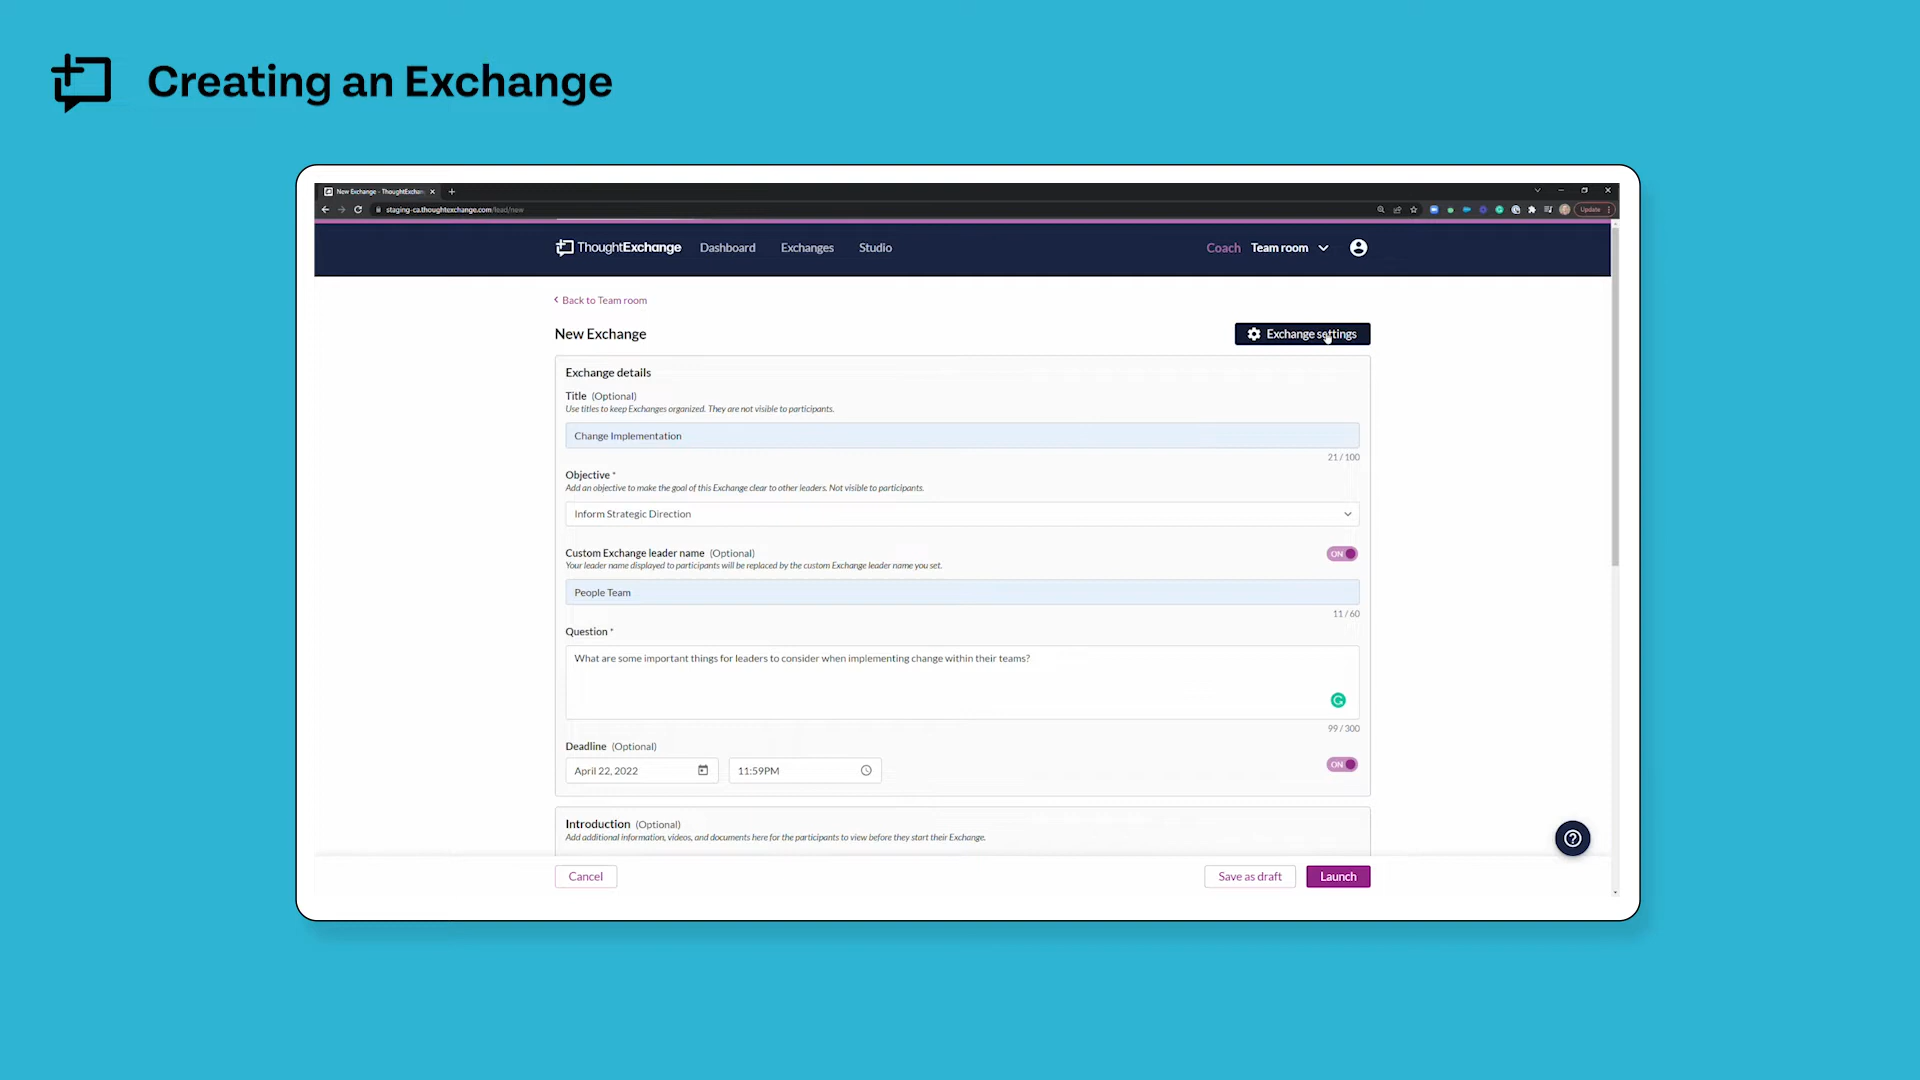 Creating an Exchange
New Exchange - ThoughtExchan
staging-ca.thoughtexchange.com/lead/new
Update
ThoughtExchange Dashboard Exchanges Studio Coach Team room
Back to Team room
New Exchange
Exchange settings
Exchange details
Title (Optional)
Use titles to keep Exchanges organized. They are not visible to participants.
Change Implementation
21 / 100
Objective *
Add an objective to make the goal of this Exchange clear to other leaders. Not visible to participants.
Inform Strategic Direction
Custom Exchange leader name (Optional)
ON
Your leader name displayed to participants will be replaced by the custom Exchange leader name you set.
People Team
11 / 60
Question *
What are some important things for leaders to consider when implementing change within their teams?
99 / 300
Deadline (Optional)
April 22, 2022 11:59PM ON
Introduction (Optional)
Add additional information, videos, and documents here for the participants to view before they start their Exchange.
Cancel Save as draft Launch